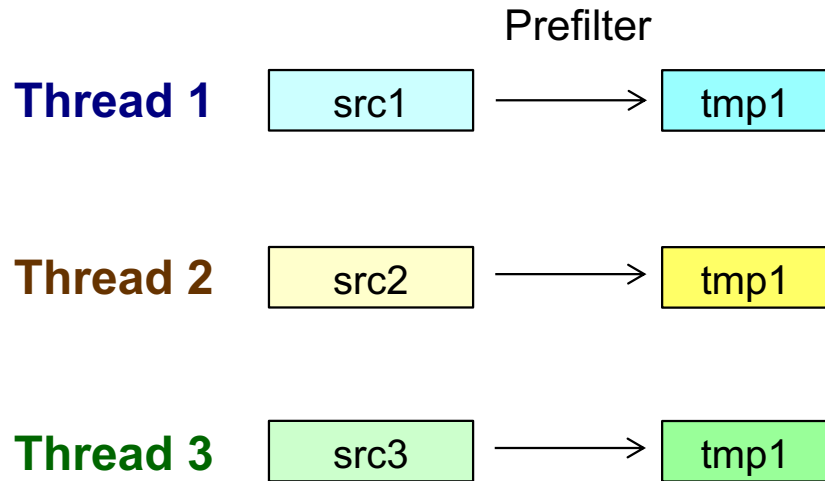 Prefilter
Thread 1 src1 tmp1
Thread 2 src2 tmp1
Thread 3 src3 tmp1